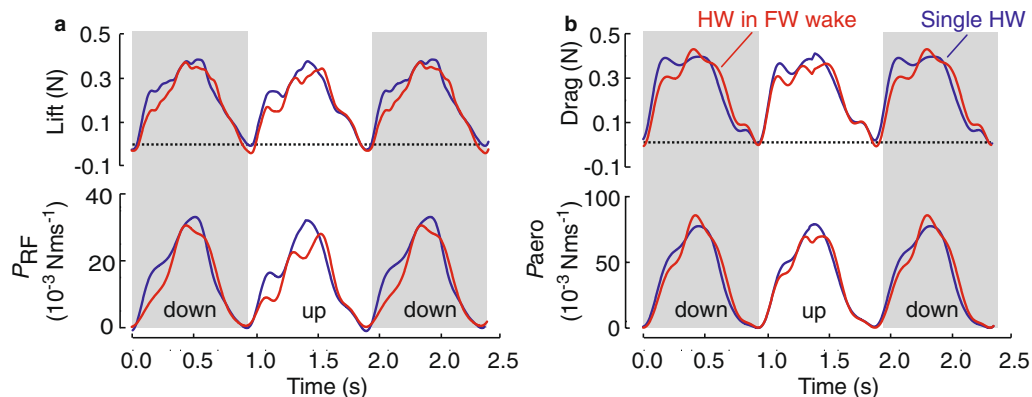 a
b
HW in FW wake
Single HW
0.5
0.3
0.1
-0.1
Lift (N)
0.5
0.3
0.1
-0.1
Drag (N)
40
20
0
PRF
(10-3 Nms-1)
down
up
down
100
50
0
Paero
(10-3 Nms-1)
down
up
down
0.0 0.5 1.0 1.5 2.0 2.5
Time (s)
0.0 0.5 1.0 1.5 2.0 2.5
Time (s)